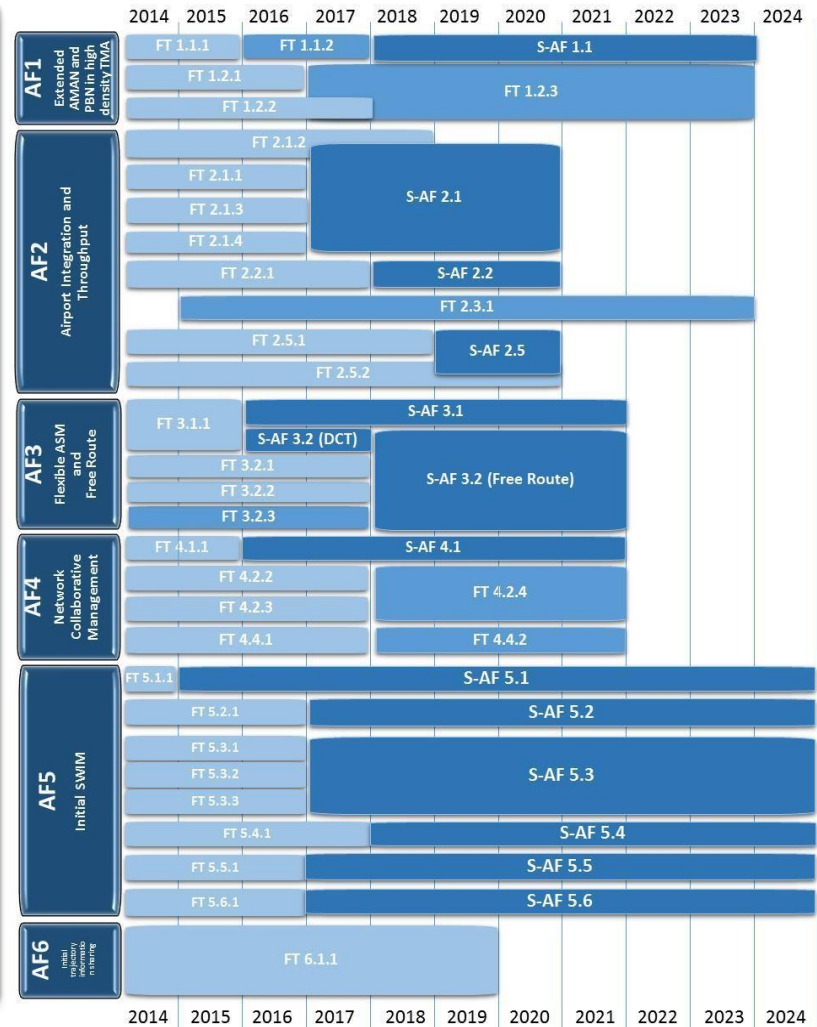 2014 2015 2016 2017 2018 2019 2020 2021 2022 2023 2024
AF1
Extended
AMAN and
PBN in high
density TMA
FT 1.1.1 FT 1.1.2 S-AF 1.1
FT 1.2.1
FT 1.2.3
FT 1.2.2
AF2
Airport Integration and
Throughput
FT 2.1.2
FT 2.1.1
S-AF 2.1
FT 2.1.3
FT 2.1.4
FT 2.2.1 S-AF 2.2
FT 2.3.1
FT 2.5.1
S-AF 2.5
FT 2.5.2
AF3
Flexible ASM
and
Free Route
FT 3.1.1
S-AF 3.1
S-AF 3.2 (DCT)
FT 3.2.1
S-AF 3.2 (Free Route)
FT 3.2.2
FT 3.2.3
AF4
Network
Collaborative
Management
FT 4.1.1 S-AF 4.1
FT 4.2.2
FT 4.2.4
FT 4.2.3
FT 4.4.1 FT 4.4.2
AF5
Initial SWIM
FT 5.1.1 S-AF 5.1
FT 5.2.1 S-AF 5.2
FT 5.3.1
FT 5.3.2 S-AF 5.3
FT 5.3.3
FT 5.4.1 S-AF 5.4
FT 5.5.1 S-AF 5.5
FT 5.6.1 S-AF 5.6
AF6
Initial
trajectory
informatio
n sharing
FT 6.1.1
2014 2015 2016 2017 2018 2019 2020 2021 2022 2023 2024